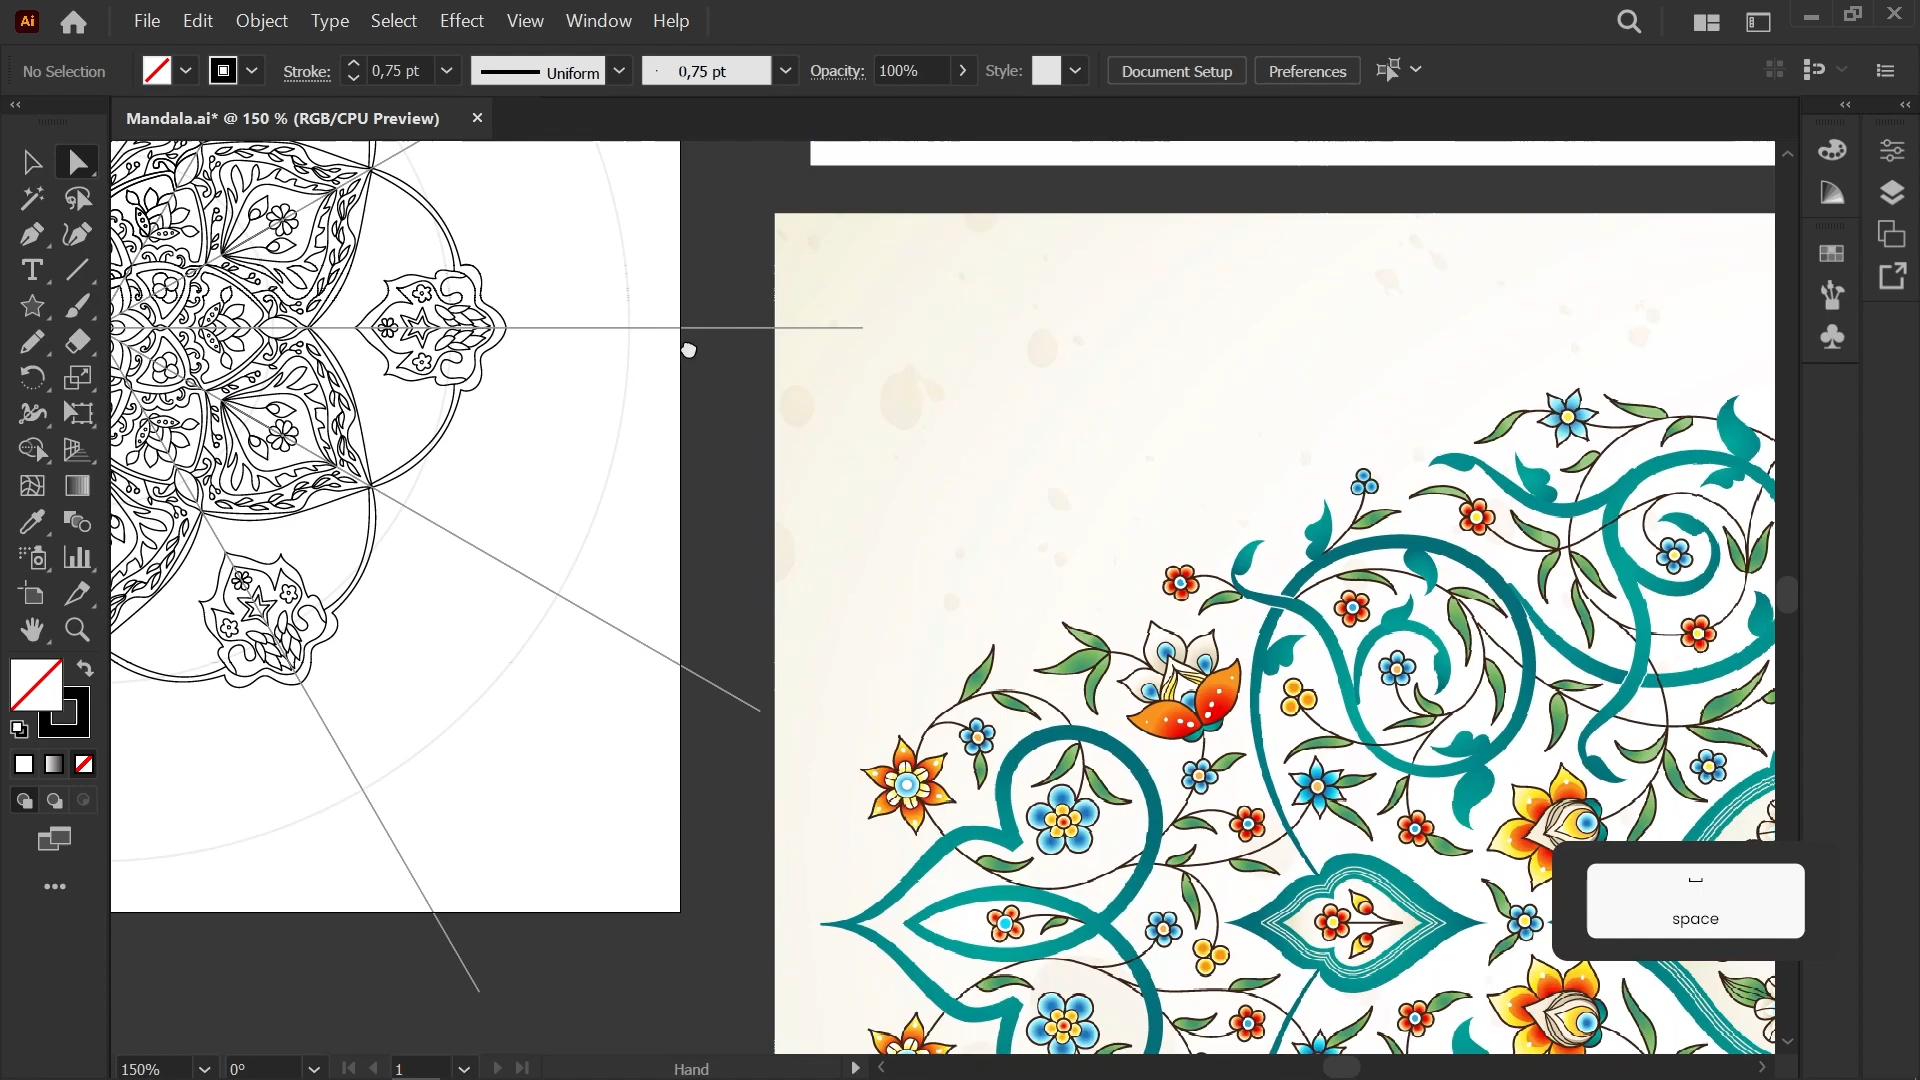 Ai File Edit Object Type Select Effect View Window Help
No Selection Stroke: 0,75 pt Uniform 0,75 pt Opacity: 100% Style: Document Setup Preferences
Mandala.ai* @ 150 % (RGB/CPU Preview)
space
150% 0° 1 Hand